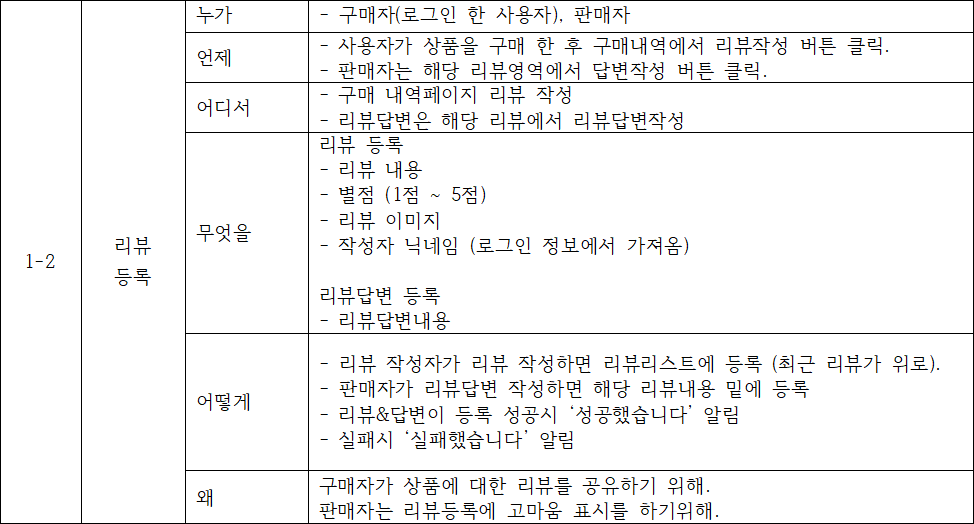 1-2
리뷰
등록
누가
- 구매자(로그인 한 사용자), 판매자
언제
- 사용자가 상품을 구매 한 후 구매내역에서 리뷰작성 버튼 클릭.
- 판매자는 해당 리뷰영역에서 답변작성 버튼 클릭.
어디서
- 구매 내역페이지 리뷰 작성
- 리뷰답변은 해당 리뷰에서 리뷰답변작성
무엇을
리뷰 등록
- 리뷰 내용
- 별점 (1점 ~ 5점)
- 리뷰 이미지
- 작성자 닉네임 (로그인 정보에서 가져옴)
리뷰답변 등록
- 리뷰답변내용
어떻게
- 리뷰 작성자가 리뷰 작성하면 리뷰리스트에 등록 (최근 리뷰가 위로).
- 판매자가 리뷰답변 작성하면 해당 리뷰내용 밑에 등록
- 리뷰&답변이 등록 성공시 ‘성공했습니다’ 알림
- 실패시 ‘실패했습니다’ 알림
왜
구매자가 상품에 대한 리뷰를 공유하기 위해.
판매자는 리뷰등록에 고마움 표시를 하기위해.